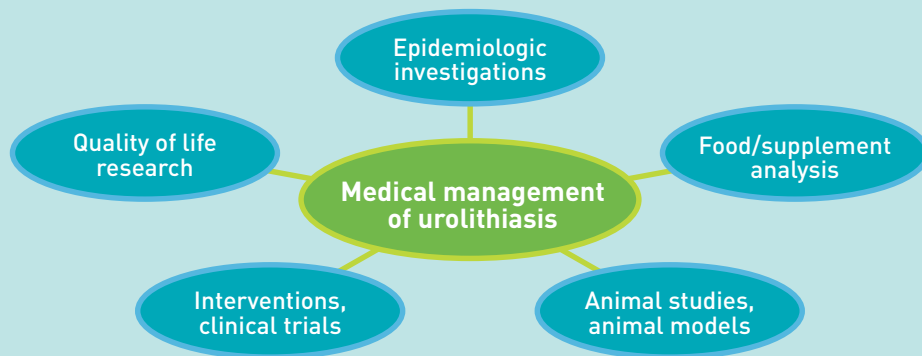 Epidemiologic
investigations
Quality of life
research
Food/supplement
analysis
Medical management
of urolithiasis
Interventions,
clinical trials
Animal studies,
animal models